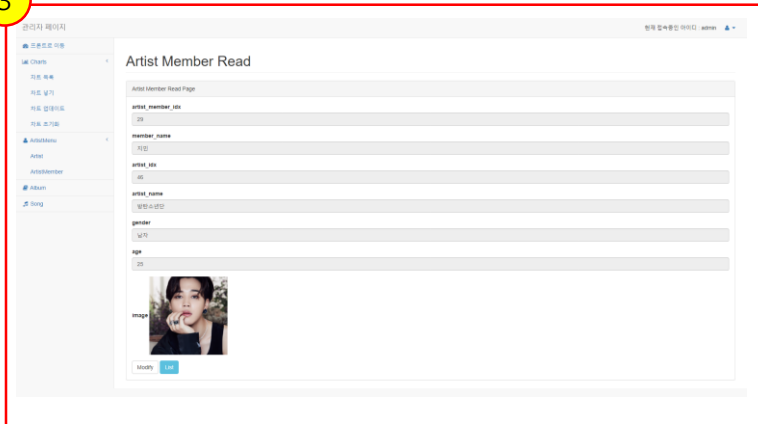 3
관리자 페이지
현재 접속중인 아이디 : admin
프론트로 이동
Charts
차트 목록
차트 넣기
차트 업데이트
차트 초기화
ArtistMenu
Artist
ArtistMember
Album
Song
Artist Member Read
Artist Member Read Page
artist_member_idx
29
member_name
지민
artist_idx
46
artist_name
방탄소년단
gender
남자
age
25
image
Modify
List